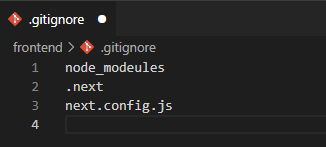 .gitignore
frontend > .gitignore
1 node_modeules
2 .next
3 next.config.js
4